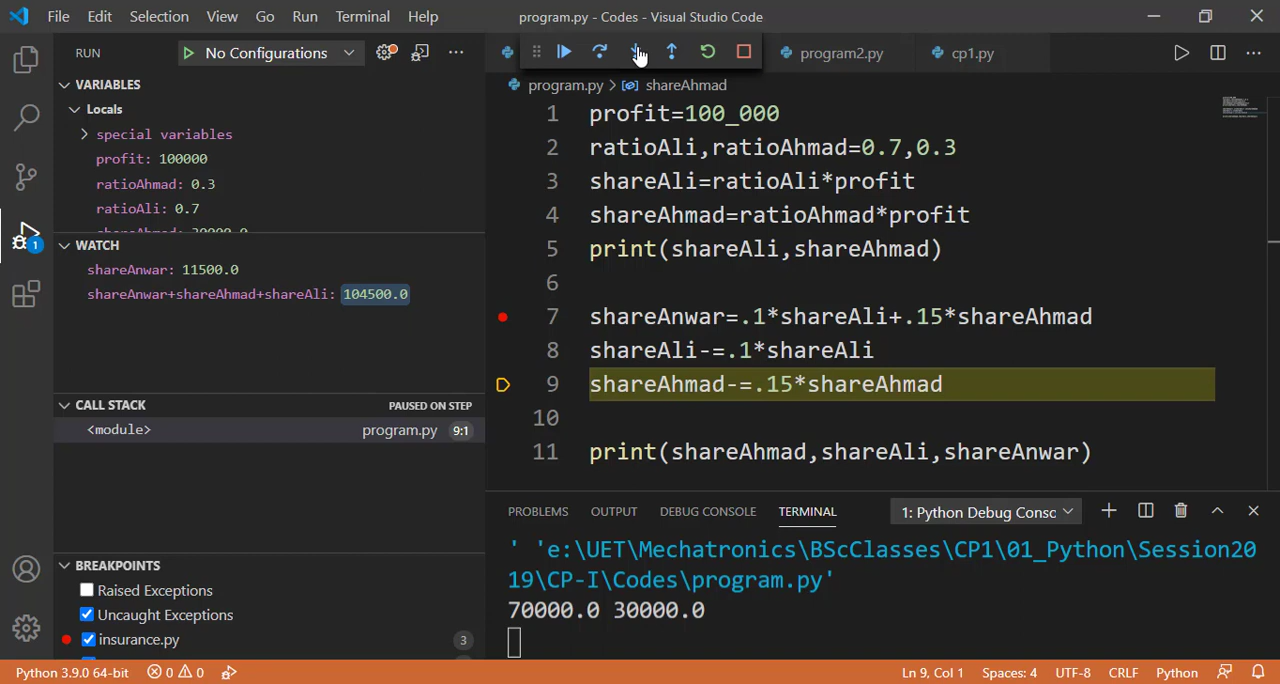 File Edit Selection View Go Run Terminal Help program.py - Codes - Visual Studio Code
RUN No Configurations program2.py cp1.py
program.py > shareAhmad
VARIABLES
Locals
special variables
profit: 100000
ratioAhmad: 0.3
ratioAli: 0.7
WATCH
shareAnwar: 11500.0
shareAnwar+shareAhmad+shareAli: 104500.0
CALL STACK PAUSED ON STEP
<module> program.py 9:1
BREAKPOINTS
Raised Exceptions
Uncaught Exceptions
insurance.py 3
1
1 profit=100_000
2 ratioAli,ratioAhmad=0.7,0.3
3 shareAli=ratioAli*profit
4 shareAhmad=ratioAhmad*profit
5 print(shareAli,shareAhmad)
6
7 shareAnwar=.1*shareAli+.15*shareAhmad
8 shareAli-=.1*shareAli
9 shareAhmad-=.15*shareAhmad
10
11 print(shareAhmad,shareAli,shareAnwar)
PROBLEMS OUTPUT DEBUG CONSOLE TERMINAL 1: Python Debug Consc
' 'e:\UET\Mechatronics\BScClasses\CP1\01_Python\Session20
19\CP-I\Codes\program.py'
70000.0 30000.0
Python 3.9.0 64-bit 0 0 Ln 9, Col 1 Spaces: 4 UTF-8 CRLF Python